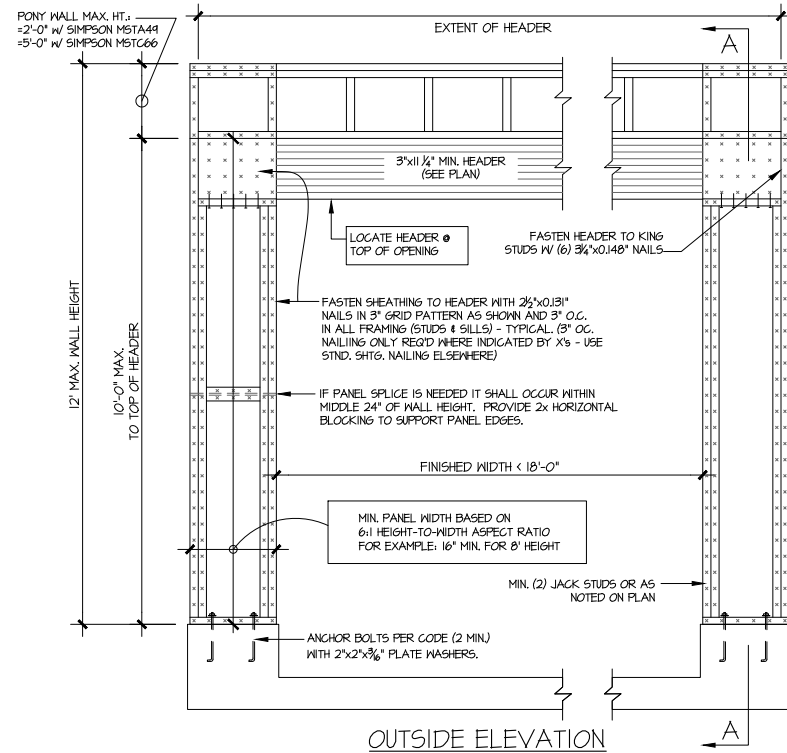 PONY WALL MAX. HT.:
=2'-0" W/ SIMPSON MSTA49
=5'-0" W/ SIMPSON MSTC66
EXTENT OF HEADER
A
3"x11 1/4" MIN. HEADER
(SEE PLAN)
LOCATE HEADER @
TOP OF OPENING
FASTEN HEADER TO KING
STUDS W/ (6) 3¼"x0.148" NAILS
FASTEN SHEATHING TO HEADER WITH 2½"x0.131"
NAILS IN 3" GRID PATTERN AS SHOWN AND 3" O.C.
IN ALL FRAMING (STUDS & SILLS) - TYPICAL. (3" OC.
NAILIING ONLY REQ'D WHERE INDICATED BY X's - USE
STND. SHTG. NAILING ELSEWHERE)
12' MAX. WALL HEIGHT
10'-0" MAX.
TO TOP OF HEADER
IF PANEL SPLICE IS NEEDED IT SHALL OCCUR WITHIN
MIDDLE 24" OF WALL HEIGHT. PROVIDE 2x HORIZONTAL
BLOCKING TO SUPPORT PANEL EDGES.
FINISHED WIDTH < 18'-0"
MIN. PANEL WIDTH BASED ON
6:1 HEIGHT-TO-WIDTH ASPECT RATIO
FOR EXAMPLE: 16" MIN. FOR 8' HEIGHT
MIN. (2) JACK STUDS OR AS
NOTED ON PLAN
ANCHOR BOLTS PER CODE (2 MIN.)
WITH 2"x2"x3/16" PLATE WASHERS.
A
OUTSIDE ELEVATION